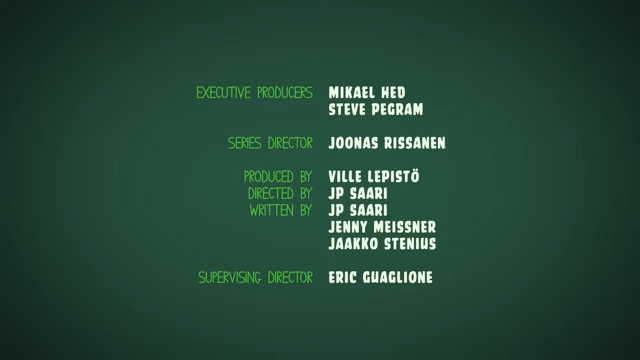 EXECUTIVE PRODUCERS MIKAEL HED
STEVE PEGRAM
SERIES DIRECTOR JOONAS RISSANEN
PRODUCED BY VILLE LEPISTÖ
DIRECTED BY JP SAARI
WRITTEN BY JP SAARI
JENNY MEISSNER
JAAKKO STENIUS
SUPERVISING DIRECTOR ERIC GUAGLIONE